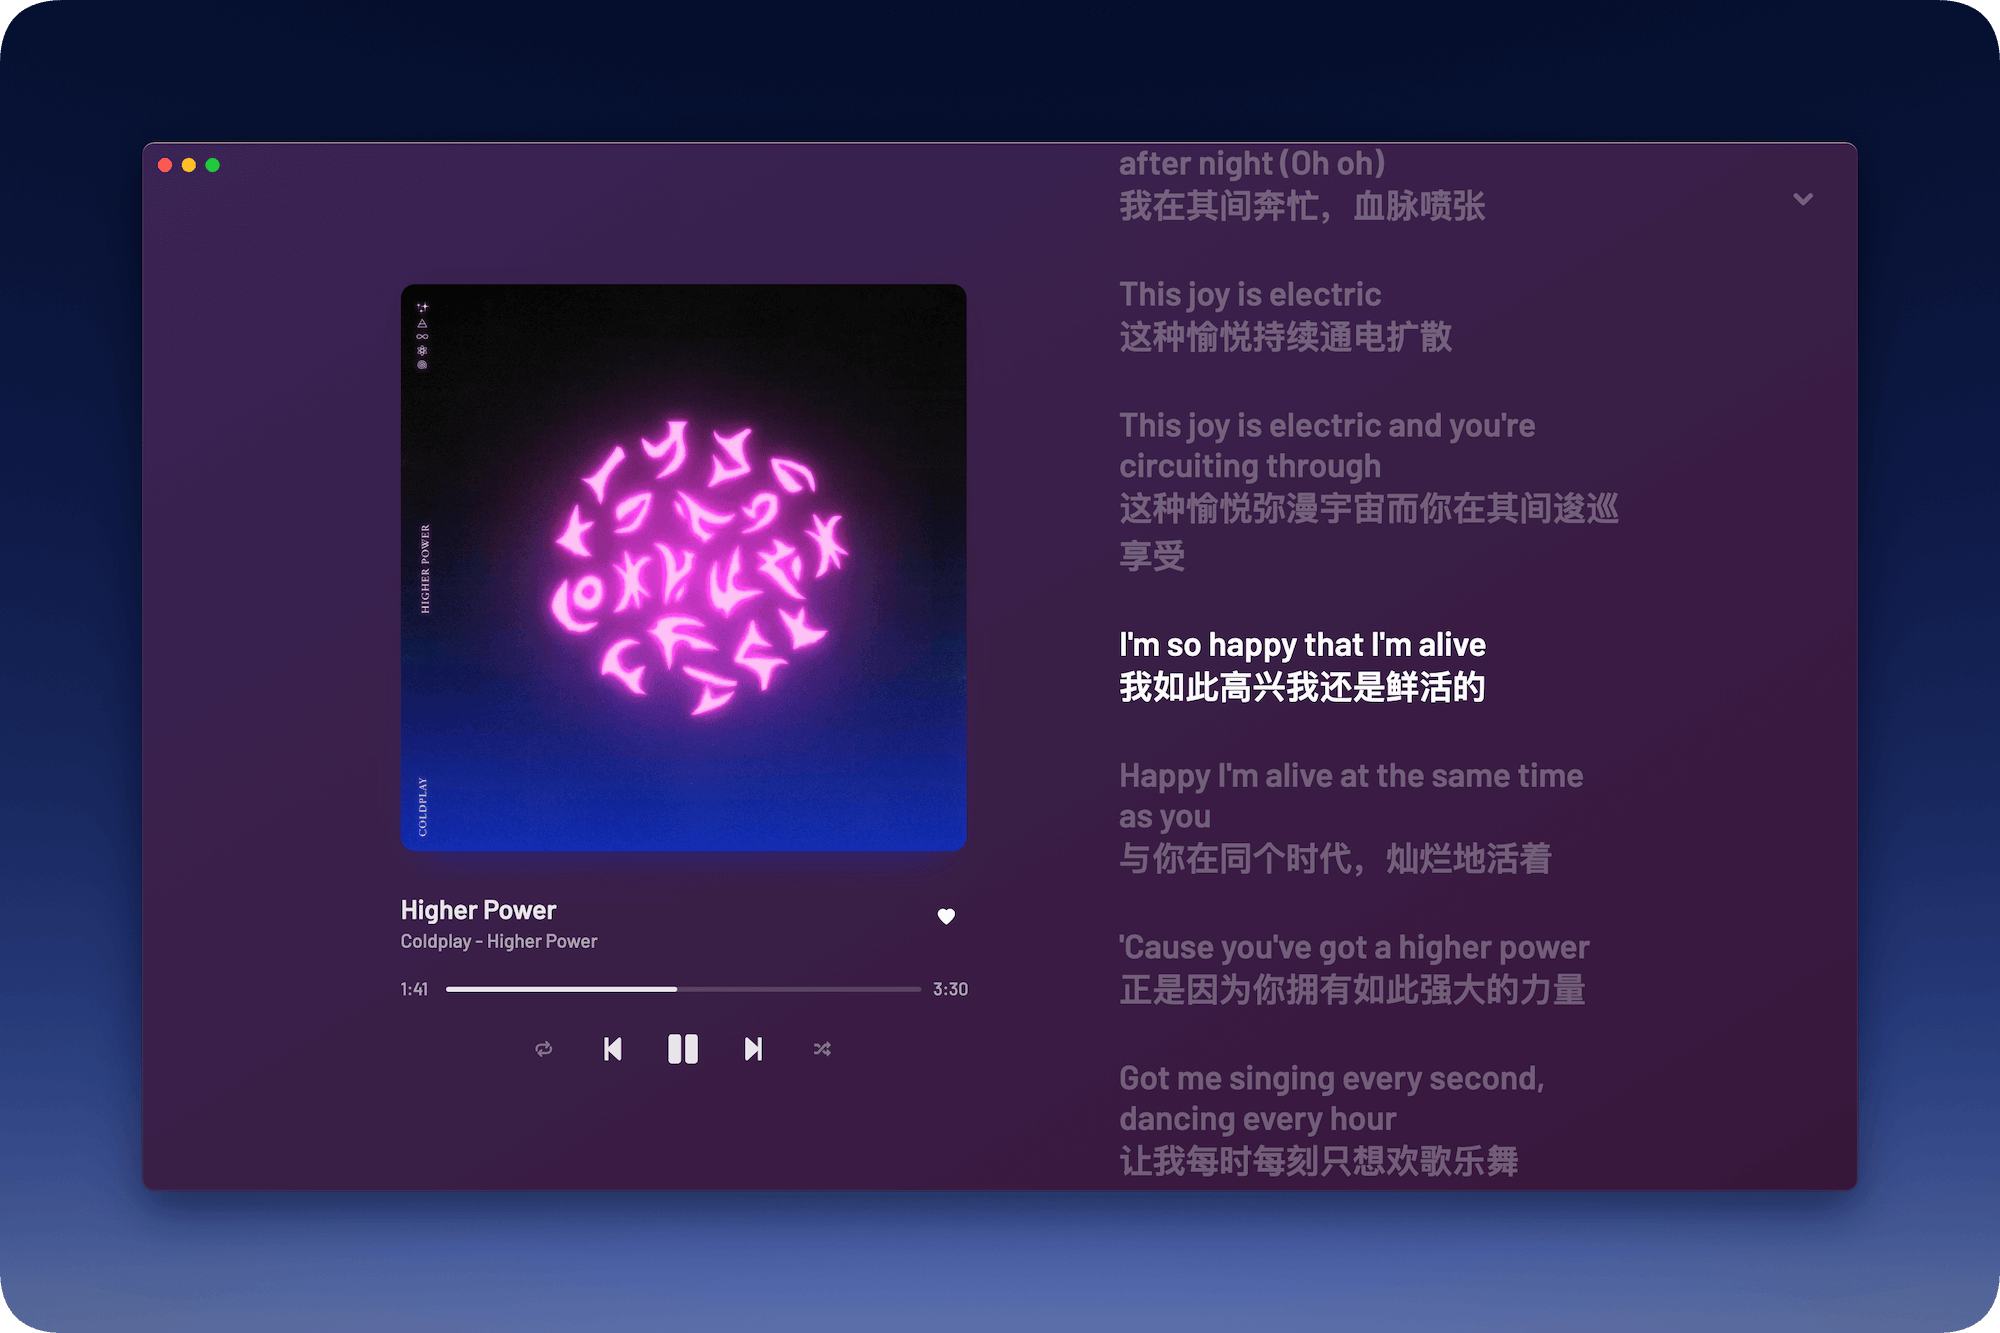 HIGHER POWER
COLDPLAY
Higher Power
Coldplay - Higher Power
1:41
3:30
after night (Oh oh)
我在其间奔忙，血脉喷张
This joy is electric
这种愉悦持续通电扩散
This joy is electric and you're
circuiting through
这种愉悦弥漫宇宙而你在其间逡巡
享受
I'm so happy that I'm alive
我如此高兴我还是鲜活的
Happy I'm alive at the same time
as you
与你在同个时代，灿烂地活着
'Cause you've got a higher power
正是因为你拥有如此强大的力量
Got me singing every second,
dancing every hour
让我每时每刻只想欢歌乐舞